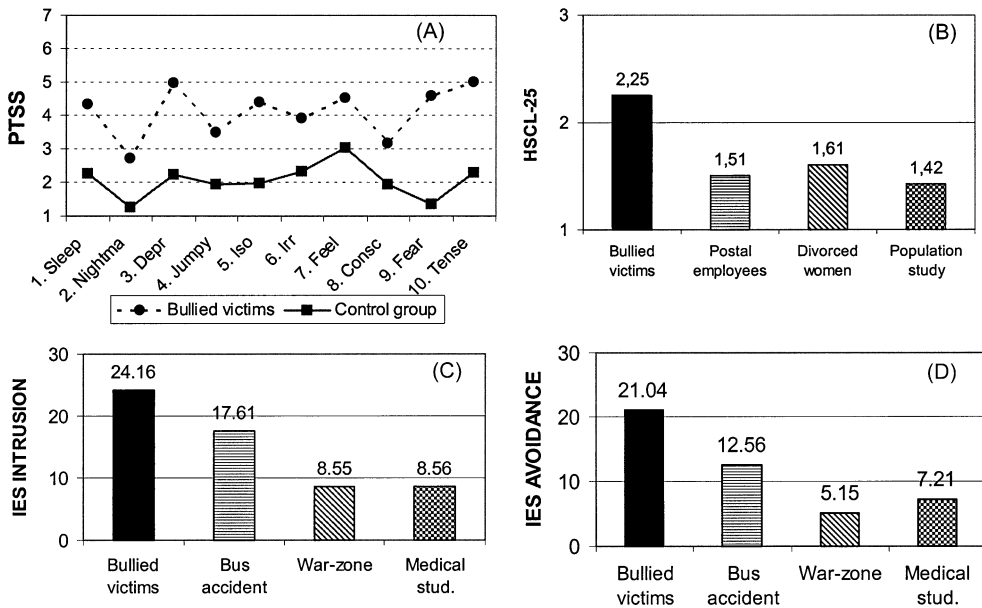 (A)
PTSS
7
6
5
4
3
2
1
1. Sleep
2. Nightma
3. Depr
4. Jumpy
5. Iso
6. Irr
7. Feel
8. Consc
9. Fear
10. Tense
Bullied victims
Control group
(B)
HSCL-25
3
2
1
2,25
1,51
1,61
1,42
Bullied
victims
Postal
employees
Divorced
women
Population
study
(C)
IES INTRUSION
30
20
10
0
24.16
17.61
8.55
8.56
Bullied
victims
Bus
accident
War-zone
Medical
stud.
(D)
IES AVOIDANCE
30
20
10
0
21.04
12.56
5.15
7.21
Bullied
victims
Bus
accident
War-zone
Medical
stud.